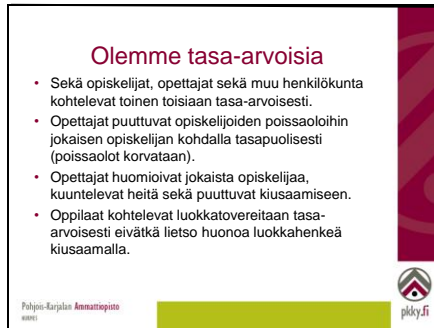 Olemme tasa-arvoisia
• Sekä opiskelijat, opettajat sekä muu henkilökunta
kohtelevat toinen toisiaan tasa-arvoisesti.
• Opettajat puuttuvat opiskelijoiden poissaoloihin
jokaisen opiskelijan kohdalla tasapuolisesti
(poissaolot korvataan).
• Opettajat huomioivat jokaista opiskelijaa,
kuuntelevat heitä sekä puuttuvat kiusaamiseen.
• Oppilaat kohtelevat luokkatovereitaan tasa-
arvoisesti eivätkä lietso huonoa luokkahenkeä
kiusaamalla.
Pohjois-Karjalan Ammattiopisto
NURMES
pkky.fi